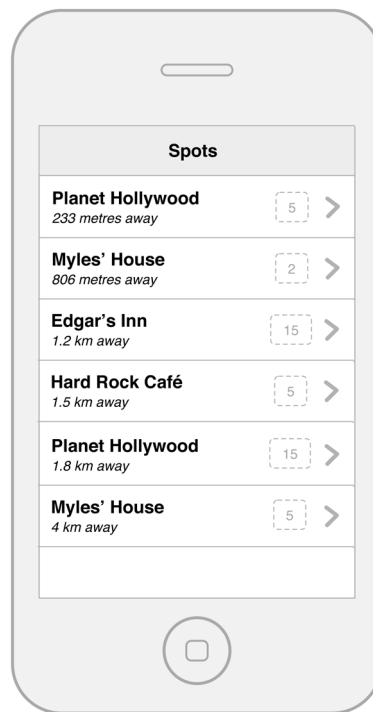 Spots
Planet Hollywood
233 metres away
5
Myles’ House
806 metres away
2
Edgar’s Inn
1.2 km away
15
Hard Rock Café
1.5 km away
5
Planet Hollywood
1.8 km away
15
Myles’ House
4 km away
5